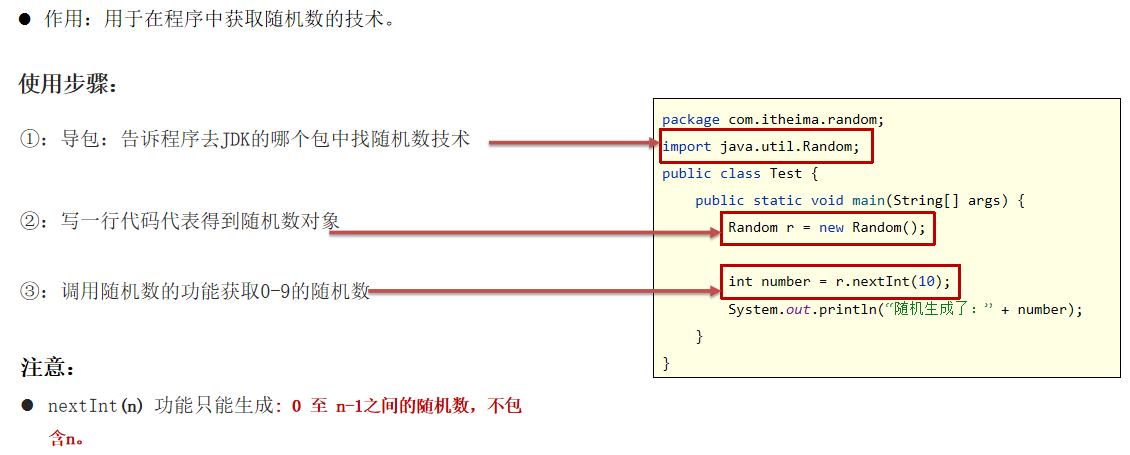 ● 作用：用于在程序中获取随机数的技术。
使用步骤：
①：导包：告诉程序去JDK的哪个包中找随机数技术
②：写一行代码代表得到随机数对象
③：调用随机数的功能获取0-9的随机数
package com.itheima.random;
import java.util.Random;
public class Test {
public static void main(String[] args) {
Random r = new Random();
int number = r.nextInt(10);
System.out.println(“随机生成了：” + number);
}
}
注意：
● nextInt(n) 功能只能生成: 0 至 n-1之间的随机数，不包
含n。